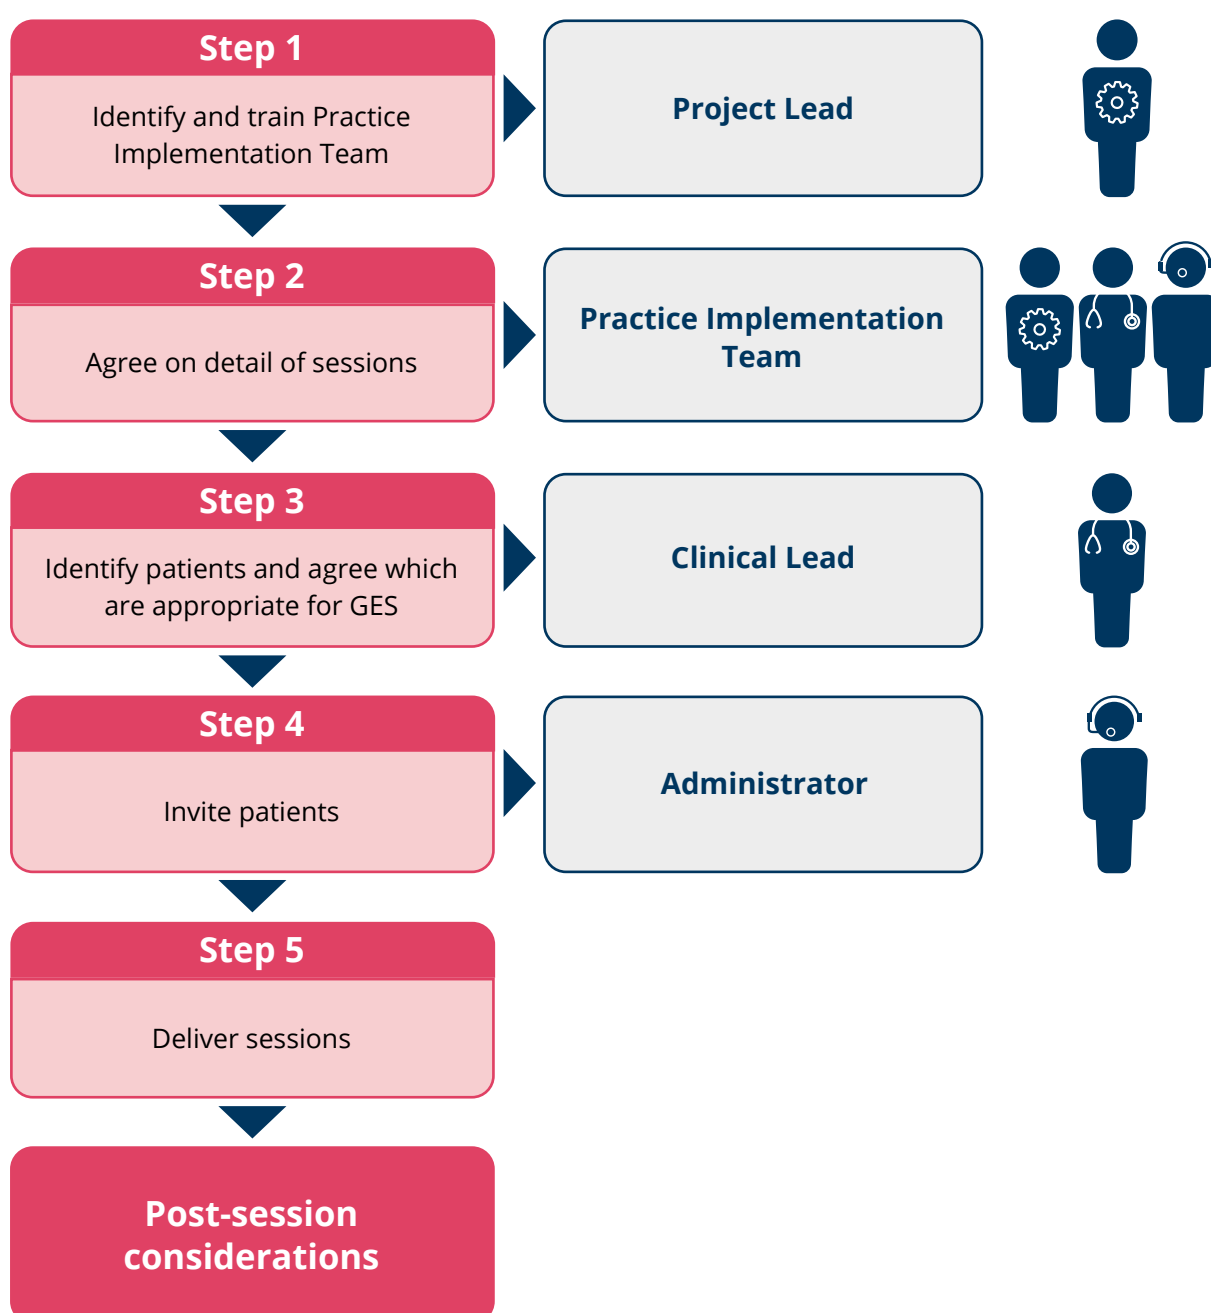 Step 1
Identify and train Practice
Implementation Team
Project Lead
Step 2
Agree on detail of sessions
Practice Implementation
Team
Step 3
Identify patients and agree which
are appropriate for GES
Clinical Lead
Step 4
Invite patients
Administrator
Step 5
Deliver sessions
Post-session
considerations